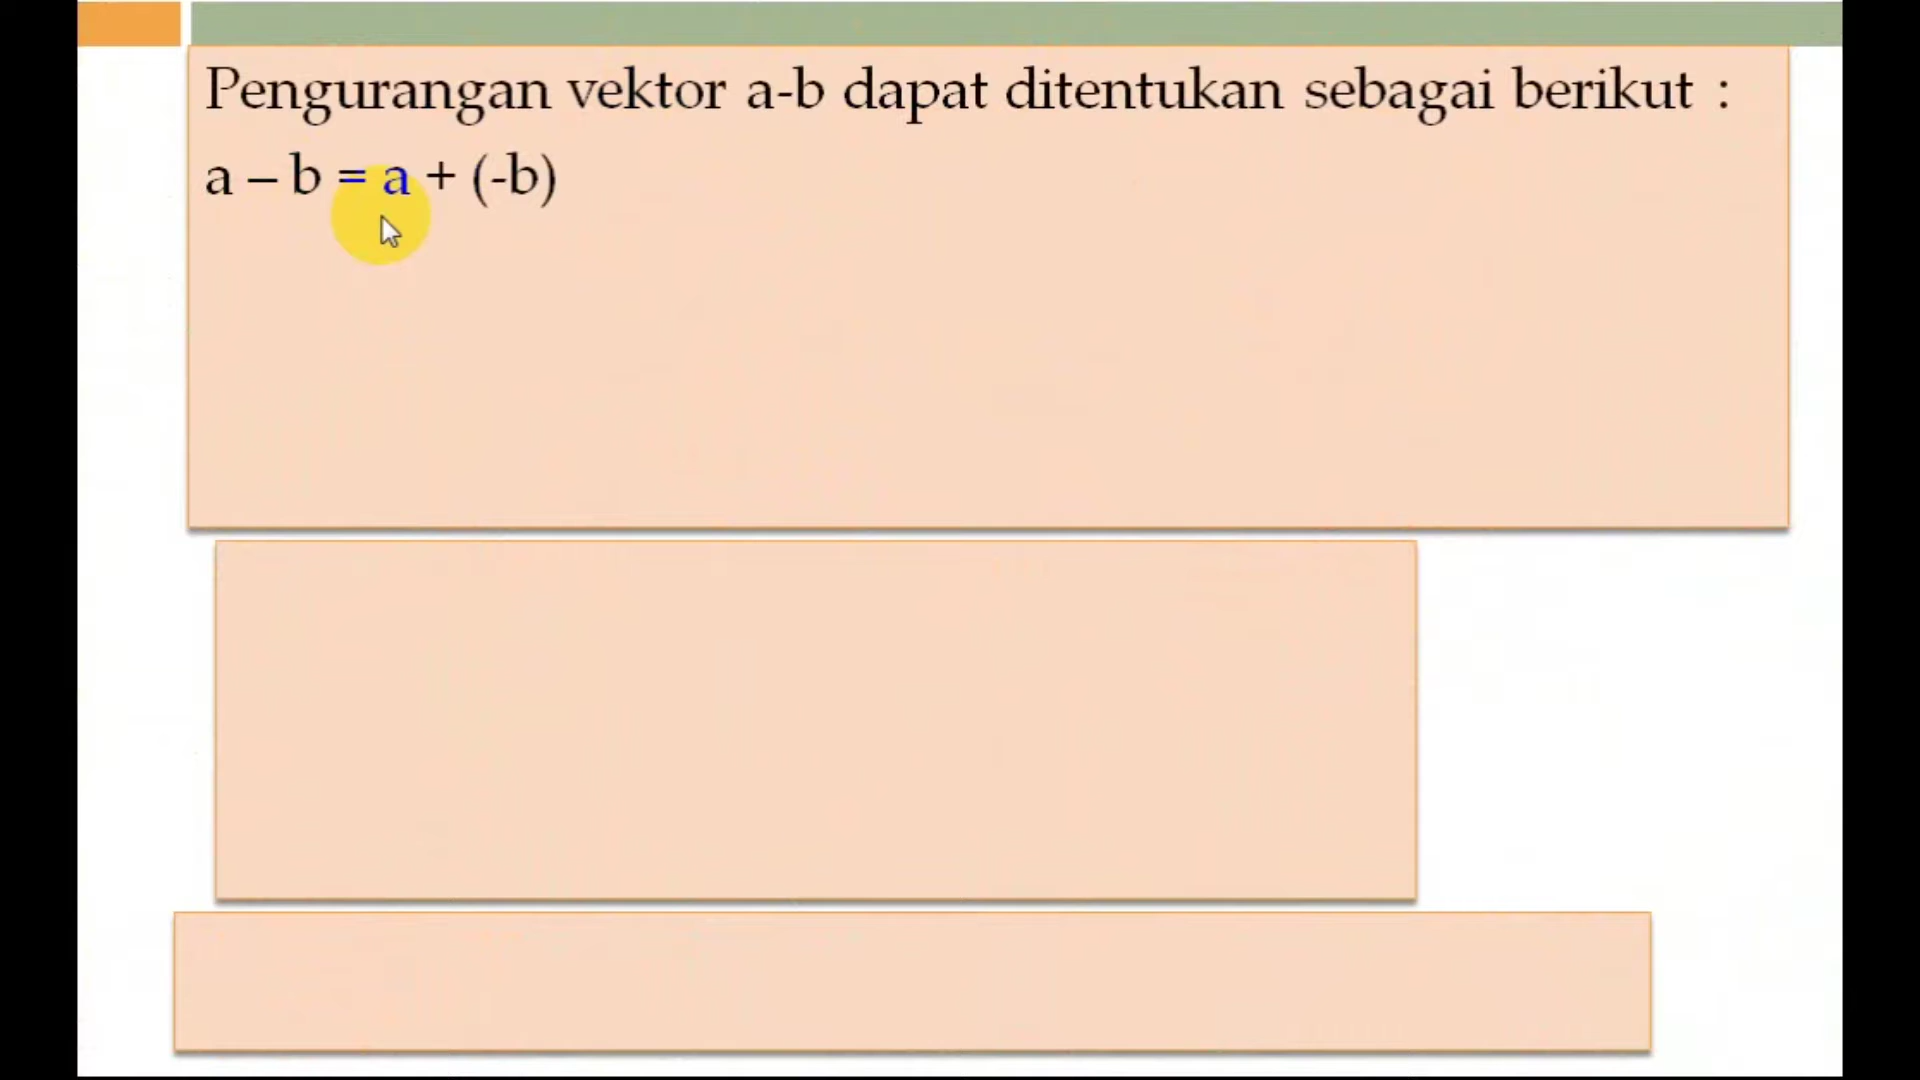 Pengurangan vektor a-b dapat ditentukan sebagai berikut :
a – b = a + (-b)